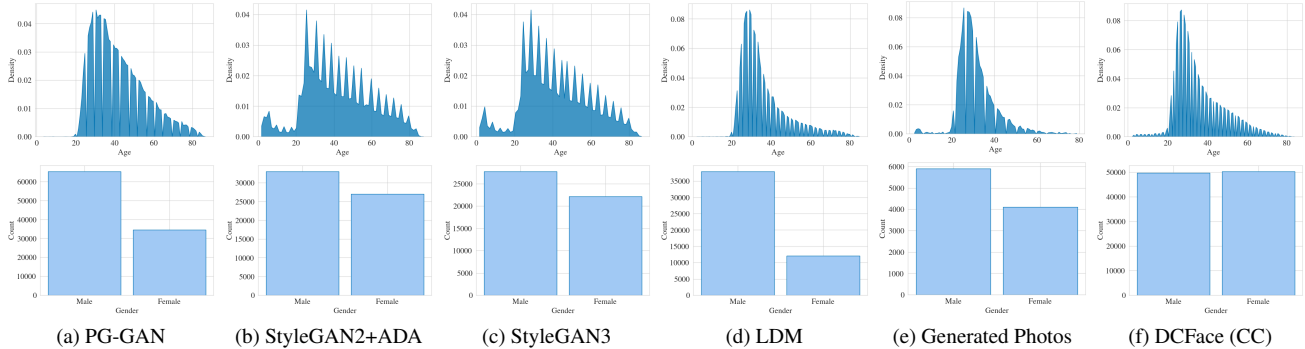 0.04
0.03
0.02
0.01
0.00
Density
0 20 40 60 80
Age
0.04
0.03
0.02
0.01
0.00
Density
0 20 40 60 80
Age
0.04
0.03
0.02
0.01
0.00
Density
0 20 40 60 80
Age
0.08
0.06
0.04
0.02
0.00
Density
0 20 40 60 80
Age
0.08
0.06
0.04
0.02
0.00
Density
0 20 40 60 80
Age
0.08
0.06
0.04
0.02
0.00
Density
0 20 40 60 80
Age
60000
50000
40000
30000
20000
10000
0
Count
Male Female
Gender
30000
25000
20000
15000
10000
5000
0
Count
Male Female
Gender
25000
20000
15000
10000
5000
0
Count
Male Female
Gender
35000
30000
25000
20000
15000
10000
5000
0
Count
Male Female
Gender
6000
5000
4000
3000
2000
1000
0
Count
Male Female
Gender
50000
40000
30000
20000
10000
0
Count
Male Female
Gender
(a) PG-GAN
(b) StyleGAN2+ADA
(c) StyleGAN3
(d) LDM
(e) Generated Photos
(f) DCFace (CC)